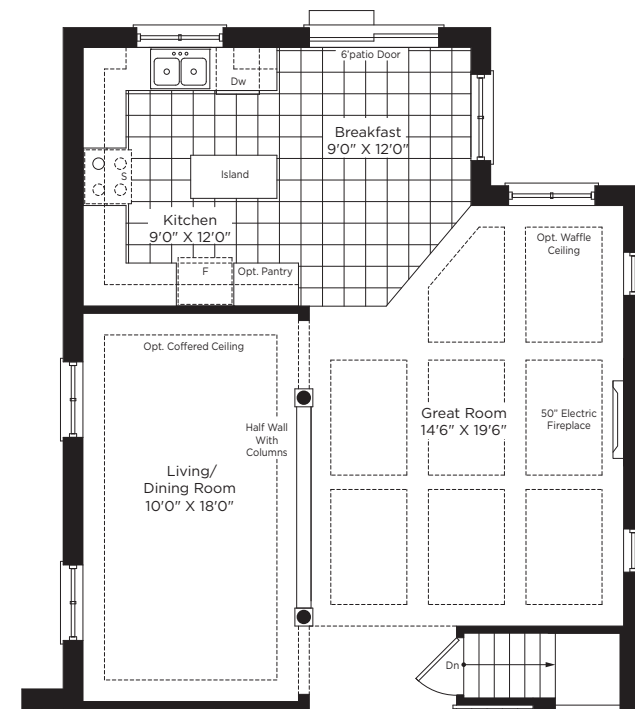 6'patio Door
Dw
Breakfast
9'0" X 12'0"
Island
S
Kitchen
9'0" X 12'0"
F
Opt. Pantry
Opt. Waffle
Ceiling
Opt. Coffered Ceiling
Half Wall
With
Columns
Great Room
14'6" X 19'6"
50" Electric
Fireplace
Living/
Dining Room
10'0" X 18'0"
Dn